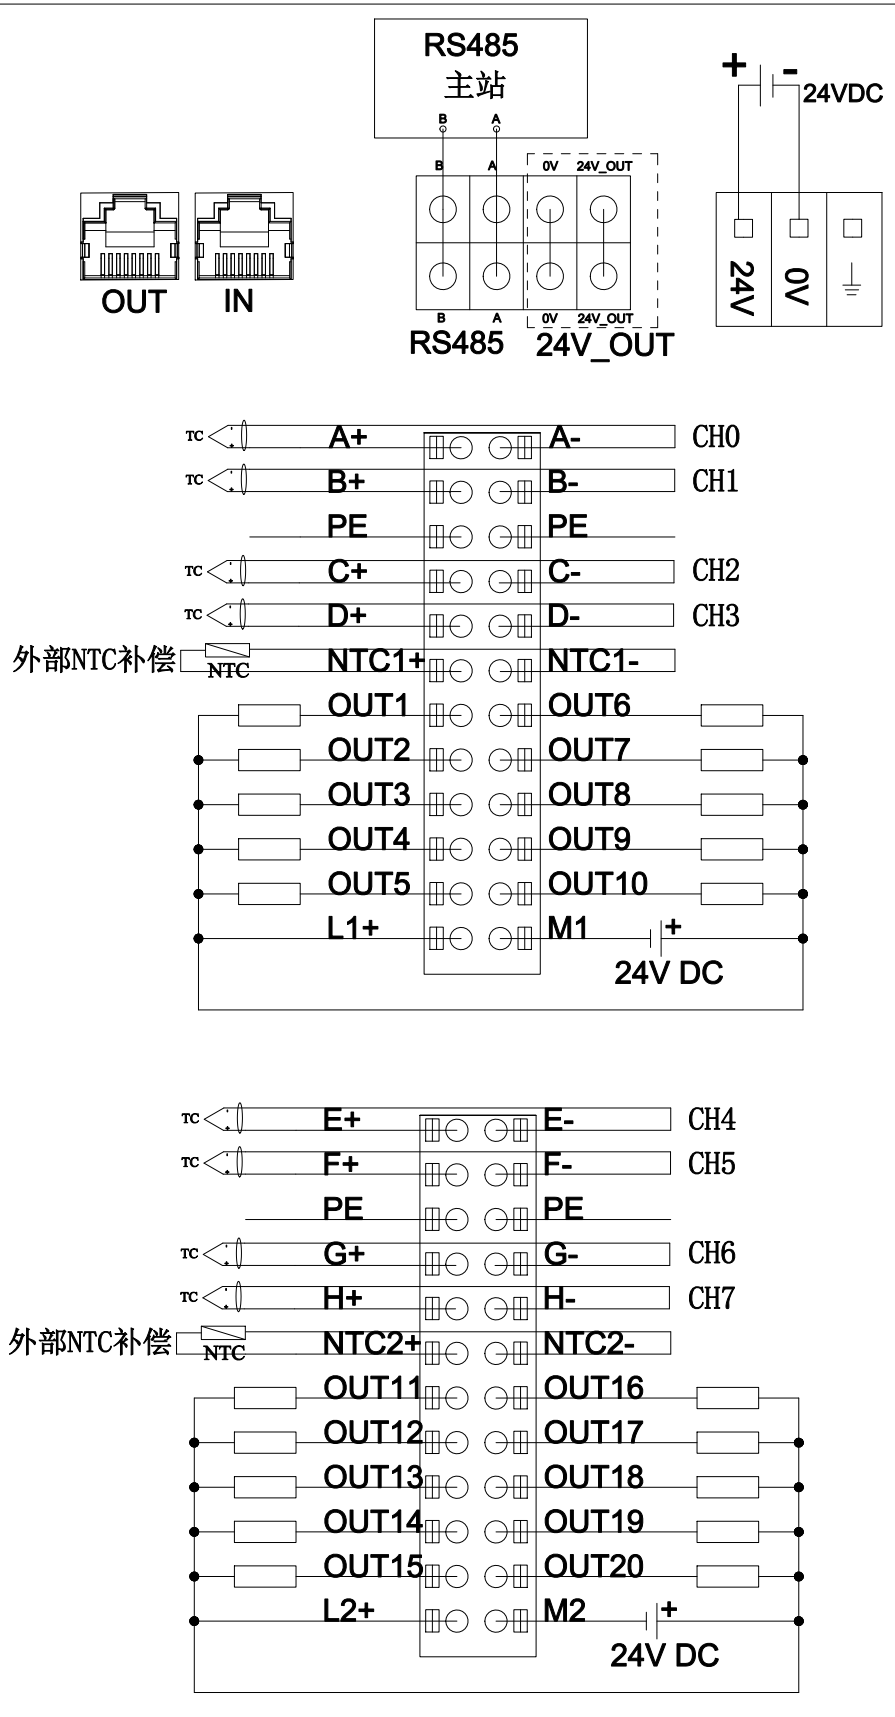 RS485
主站
B A
+ -
24VDC
B A 0V 24V_OUT
24V 0V
OUT IN
B A 0V 24V_OUT
RS485 24V_OUT
TC A+ A- CH0
TC B+ B- CH1
PE PE
TC C+ C- CH2
TC D+ D- CH3
外部NTC补偿 NTC NTC1+ NTC1-
OUT1 OUT6
OUT2 OUT7
OUT3 OUT8
OUT4 OUT9
OUT5 OUT10
L1+ M1 +
24V DC
TC E+ E- CH4
TC F+ F- CH5
PE PE
TC G+ G- CH6
TC H+ H- CH7
外部NTC补偿 NTC NTC2+ NTC2-
OUT11 OUT16
OUT12 OUT17
OUT13 OUT18
OUT14 OUT19
OUT15 OUT20
L2+ M2 +
24V DC